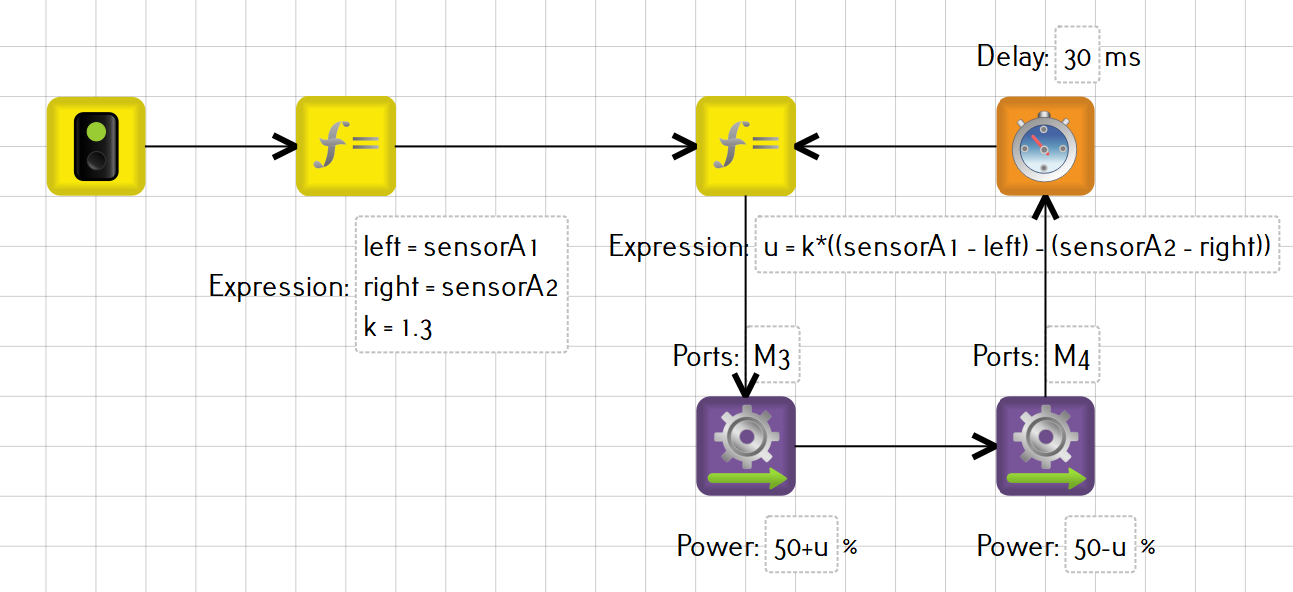 Delay: 30 ms
ƒ=
ƒ=
Expression:
left = sensorA1
right = sensorA2
k = 1.3
Expression: u = k*((sensorA1 - left) - (sensorA2 - right))
Ports: M3
Ports: M4
Power: 50+u %
Power: 50-u %